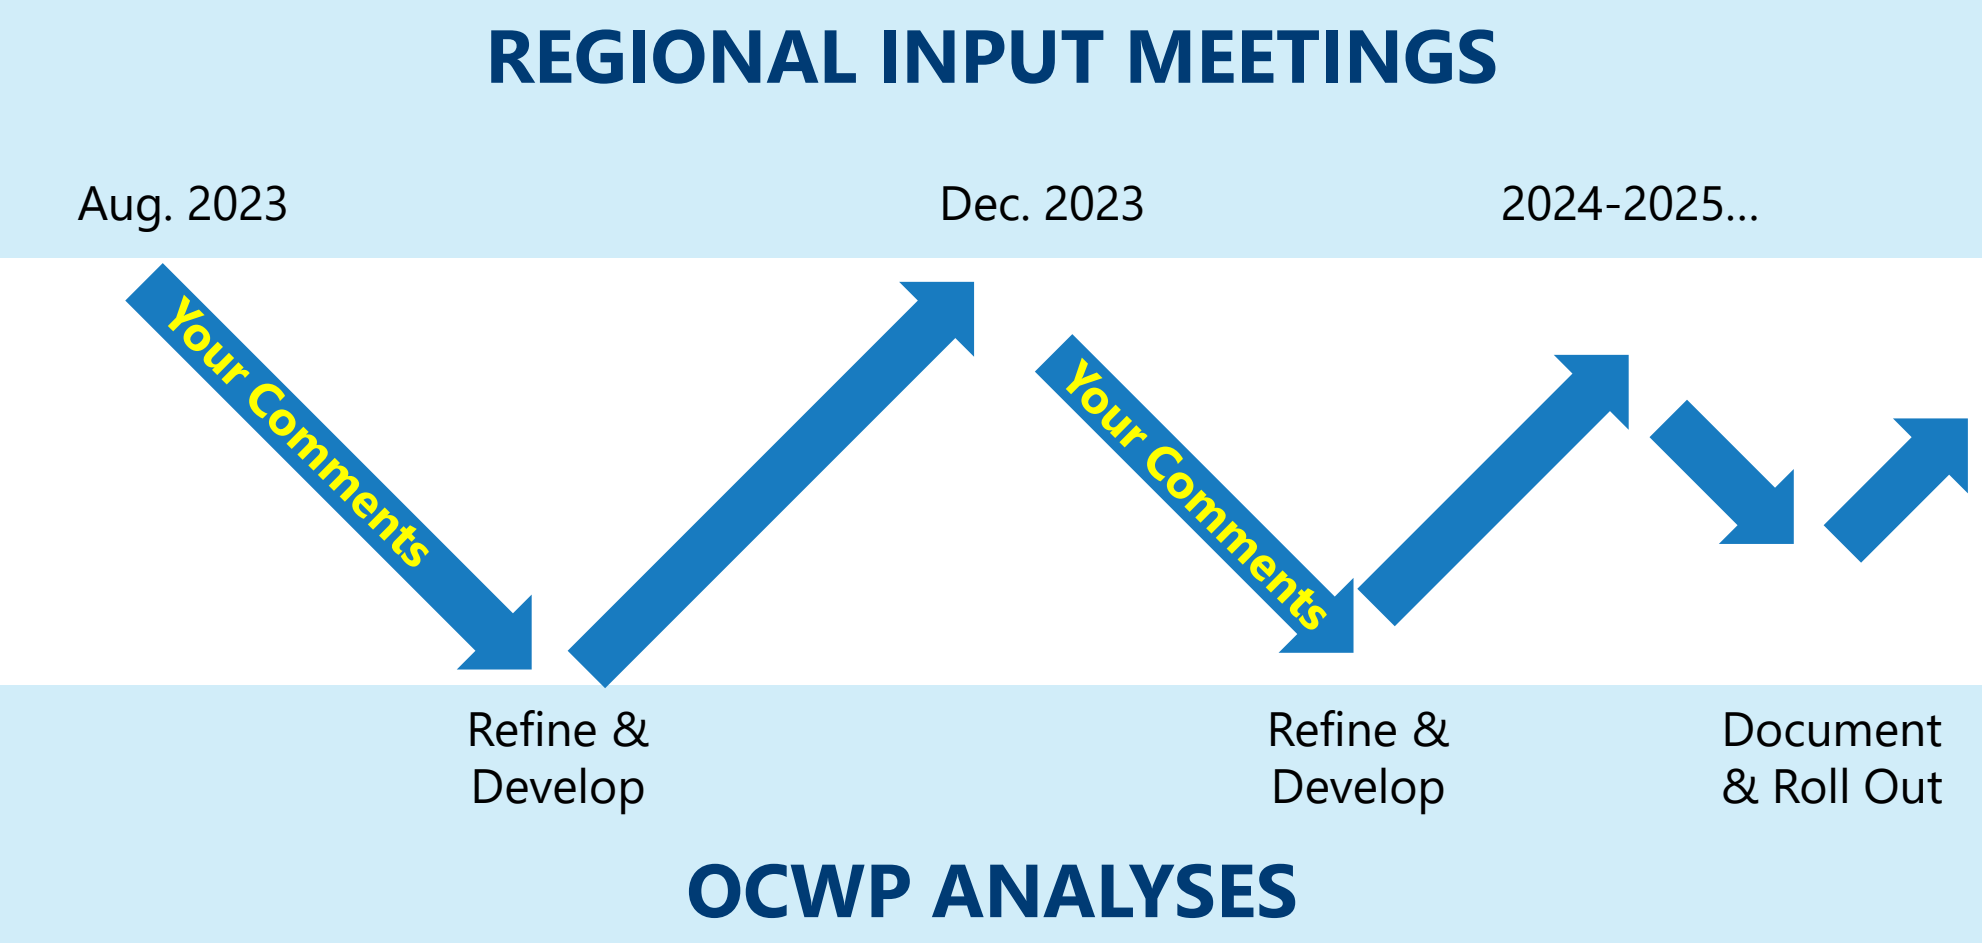 REGIONAL INPUT MEETINGS
Aug. 2023
Dec. 2023
2024-2025...
Your Comments
Your Comments
Refine &
Develop
Refine &
Develop
Document
& Roll Out
OCWP ANALYSES